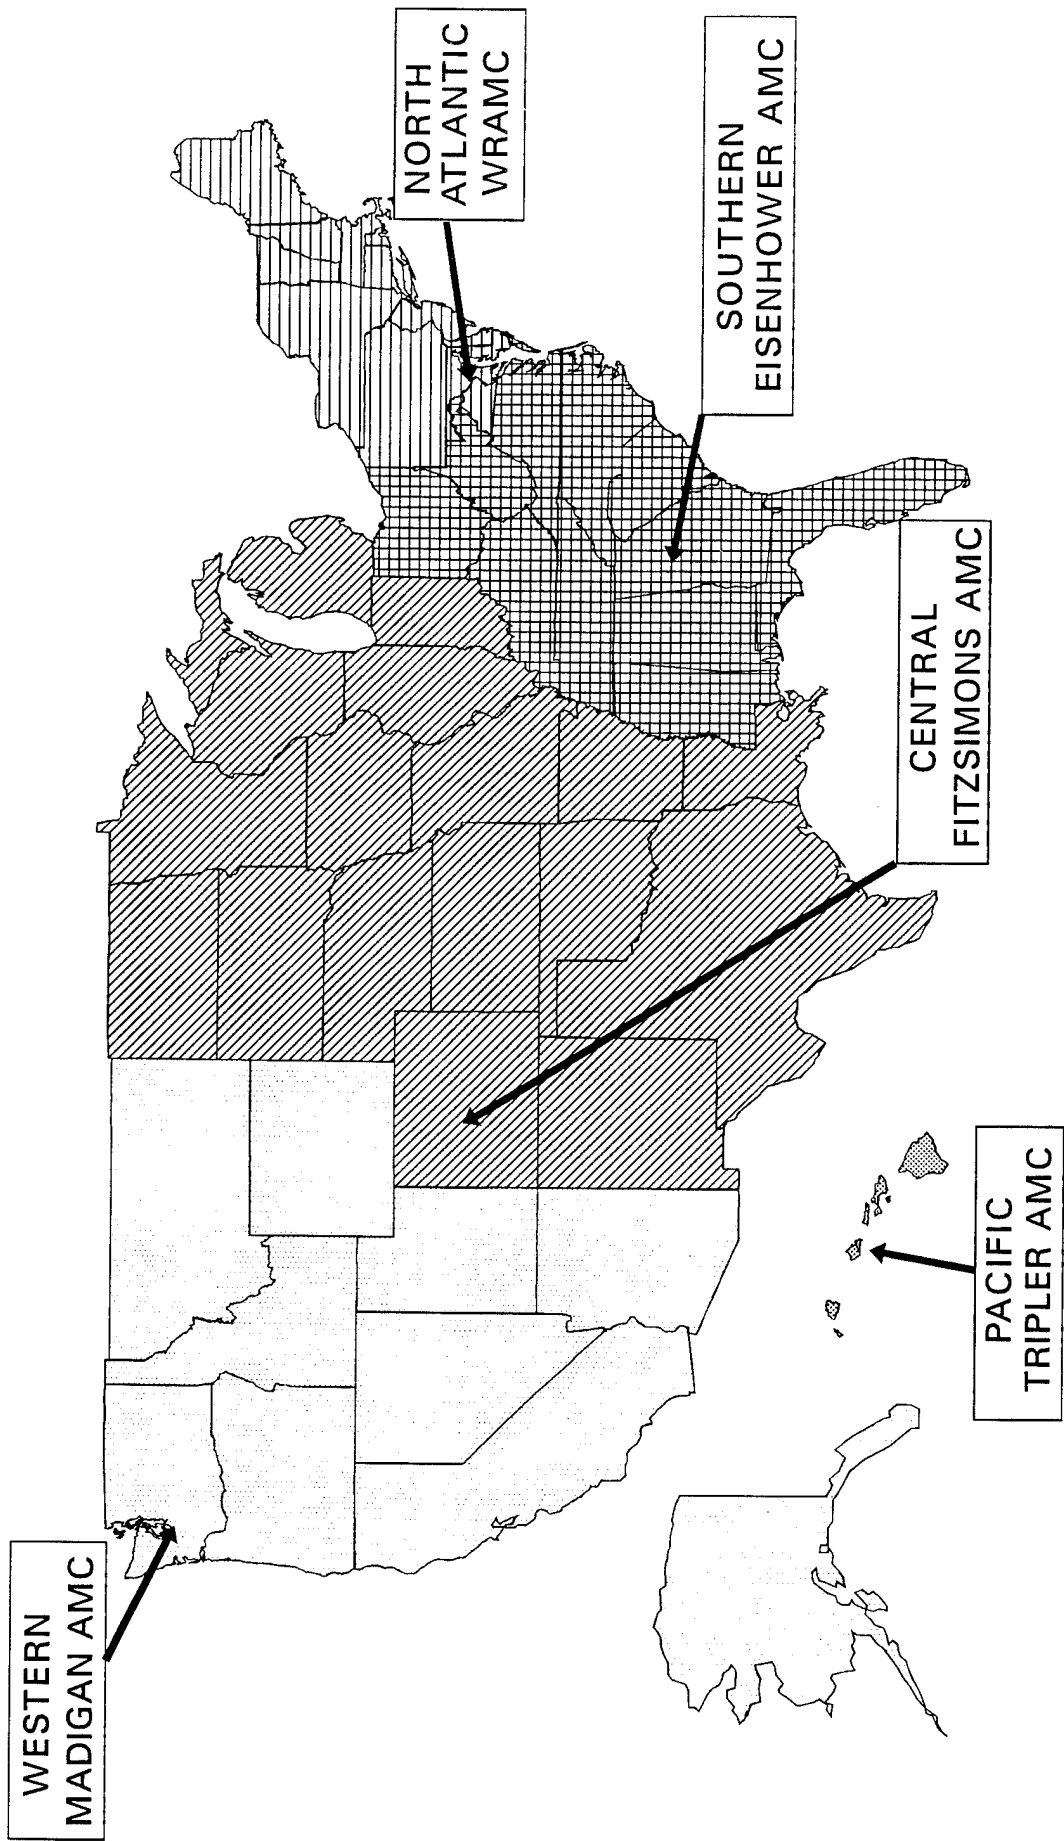 WESTERN
MADIGAN AMC
NORTH
ATLANTIC
WRAMC
SOUTHERN
EISENHOWER AMC
CENTRAL
FITZSIMONS AMC
PACIFIC
TRIPLER AMC